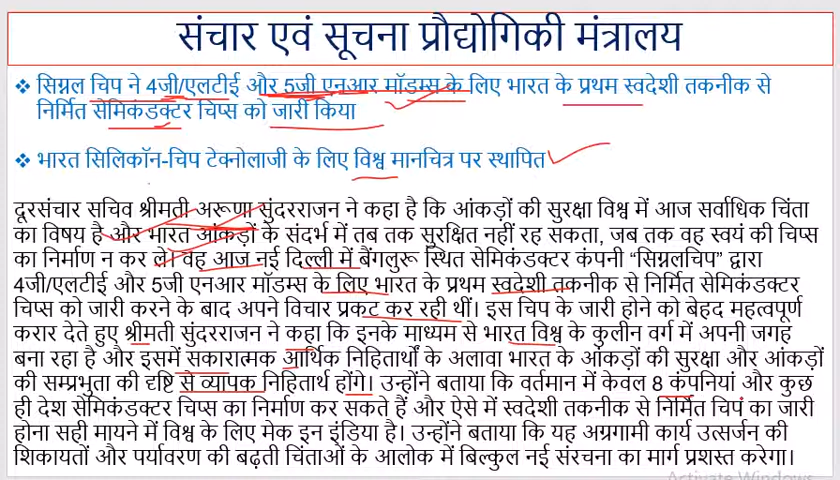 संचार एवं सूचना प्रौद्योगिकी मंत्रालय
❖ सिग्नल चिप ने 4जी/एलटीई और 5जी एनआर मॉडम्स के लिए भारत के प्रथम स्वदेशी तकनीक से
निर्मित सेमिकंडक्टर चिप्स को जारी किया
❖ भारत सिलिकॉन-चिप टेक्नोलाजी के लिए विश्व मानचित्र पर स्थापित
दूरसंचार सचिव श्रीमती अरूणा सुंदरराजन ने कहा है कि आंकड़ों की सुरक्षा विश्व में आज सर्वाधिक चिंता
का विषय है और भारत आंकड़ों के संदर्भ में तब तक सुरक्षित नहीं रह सकता, जब तक वह स्वयं की चिप्स
का निर्माण न कर ले। वह आज नई दिल्ली में बैंगलुरू स्थित सेमिकंडक्टर कंपनी “सिग्नलचिप” द्वारा
4जी/एलटीई और 5जी एनआर मॉडम्स के लिए भारत के प्रथम स्वदेशी तकनीक से निर्मित सेमिकंडक्टर
चिप्स को जारी करने के बाद अपने विचार प्रकट कर रही थीं। इस चिप के जारी होने को बेहद महत्वपूर्ण
करार देते हुए श्रीमती सुंदरराजन ने कहा कि इनके माध्यम से भारत विश्व के कुलीन वर्ग में अपनी जगह
बना रहा है और इसमें सकारात्मक आर्थिक निहितार्थों के अलावा भारत के आंकड़ों की सुरक्षा और आंकड़ों
की सम्प्रभुता की दृष्टि से व्यापक निहितार्थ होंगे। उन्होंने बताया कि वर्तमान में केवल 8 कंपनियां और कुछ
ही देश सेमिकंडक्टर चिप्स का निर्माण कर सकते हैं और ऐसे में स्वदेशी तकनीक से निर्मित चिप का जारी
होना सही मायने में विश्व के लिए मेक इन इंडिया है। उन्होंने बताया कि यह अग्रगामी कार्य उत्सर्जन की
शिकायतों और पर्यावरण की बढ़ती चिंताओं के आलोक में बिल्कुल नई संरचना का मार्ग प्रशस्त करेगा।
Activate Windows